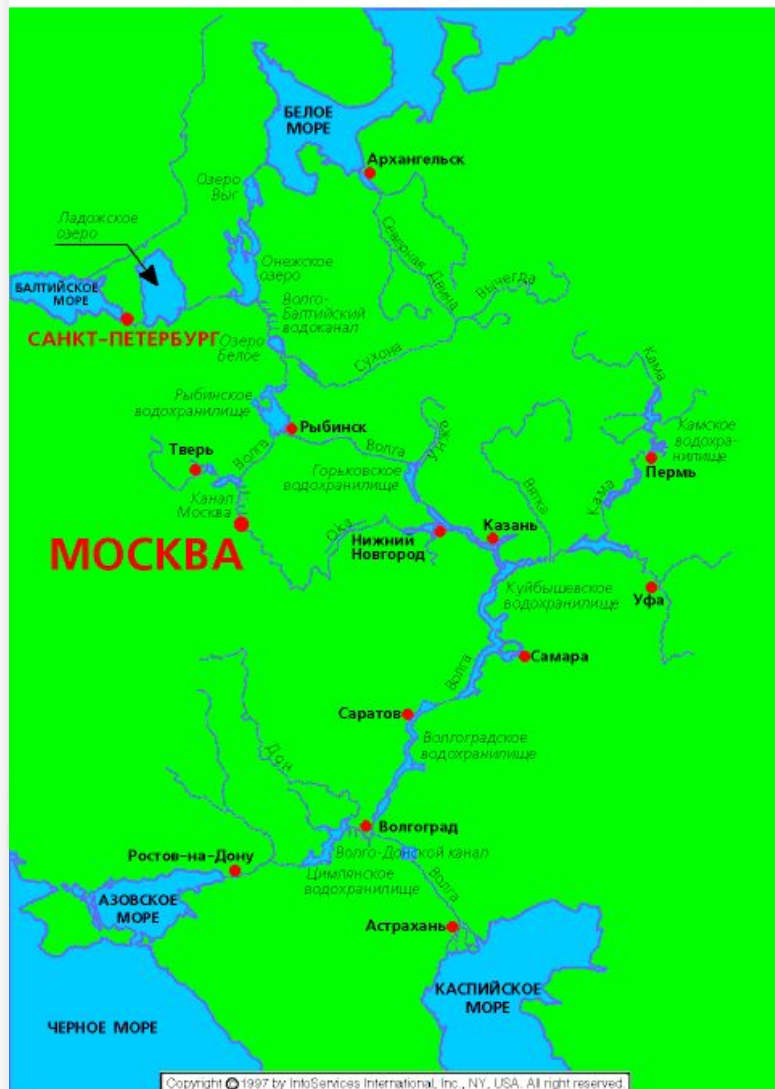 БЕЛОЕ
МОРЕ
Архангельск
Озеро
Выг
Ладожское
озеро
Северная Двина
Онежское
озеро
Вычегда
БАЛТИЙСКОЕ
МОРЕ
Волго-
Балтийский
водоканал
САНКТ-ПЕТЕРБУРГ
Озеро
Белое
Сухона
Кама
Рыбинское
водохранилище
Рыбинск
Унжа
Камское
водохра-
нилище
Тверь
Волга
Волга
Горьковское
водохранилище
Пермь
Вятка
Кама
Канал
Москва
МОСКВА
Ока
Нижний
Новгород
Казань
Куйбышевское
водохранилище
Уфа
Самара
Волга
Саратов
Волгоградское
водохранилище
Дон
Волгоград
Волго-Донской канал
Ростов-на-Дону
Цимлянское
водохранилище
Волга
АЗОВСКОЕ
МОРЕ
Астрахань
КАСПИЙСКОЕ
МОРЕ
ЧЕРНОЕ МОРЕ
Copyright © 1997 by InfoServices International, Inc., NY, USA. All right reserved.